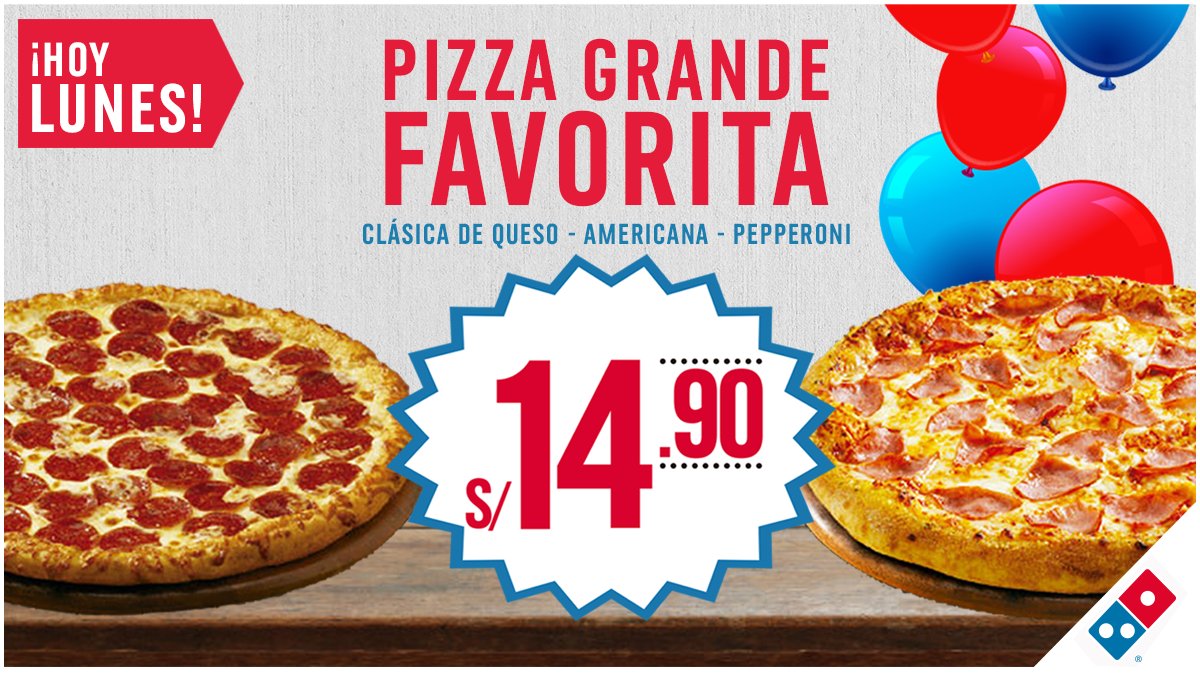 ¡HOY
LUNES!
PIZZA GRANDE
FAVORITA
CLÁSICA DE QUESO - AMERICANA - PEPPERONI
S/14.90
®